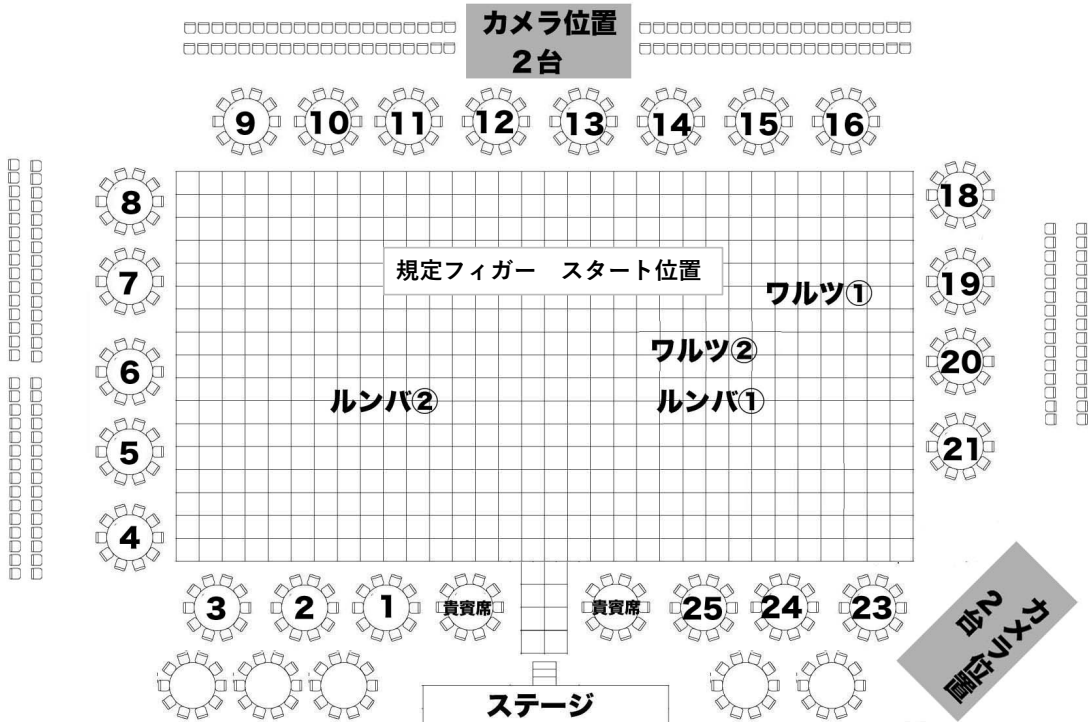 カメラ位置
2台
9 10 11 12 13 14 15 16
8
18
規定フィガー　スタート位置
7
ワルツ①
19
ワルツ②
6
20
ルンバ②
ルンバ①
5
21
4
3 2 1 貴賓席 貴賓席 25 24 23
カメラ位置
2台
ステージ